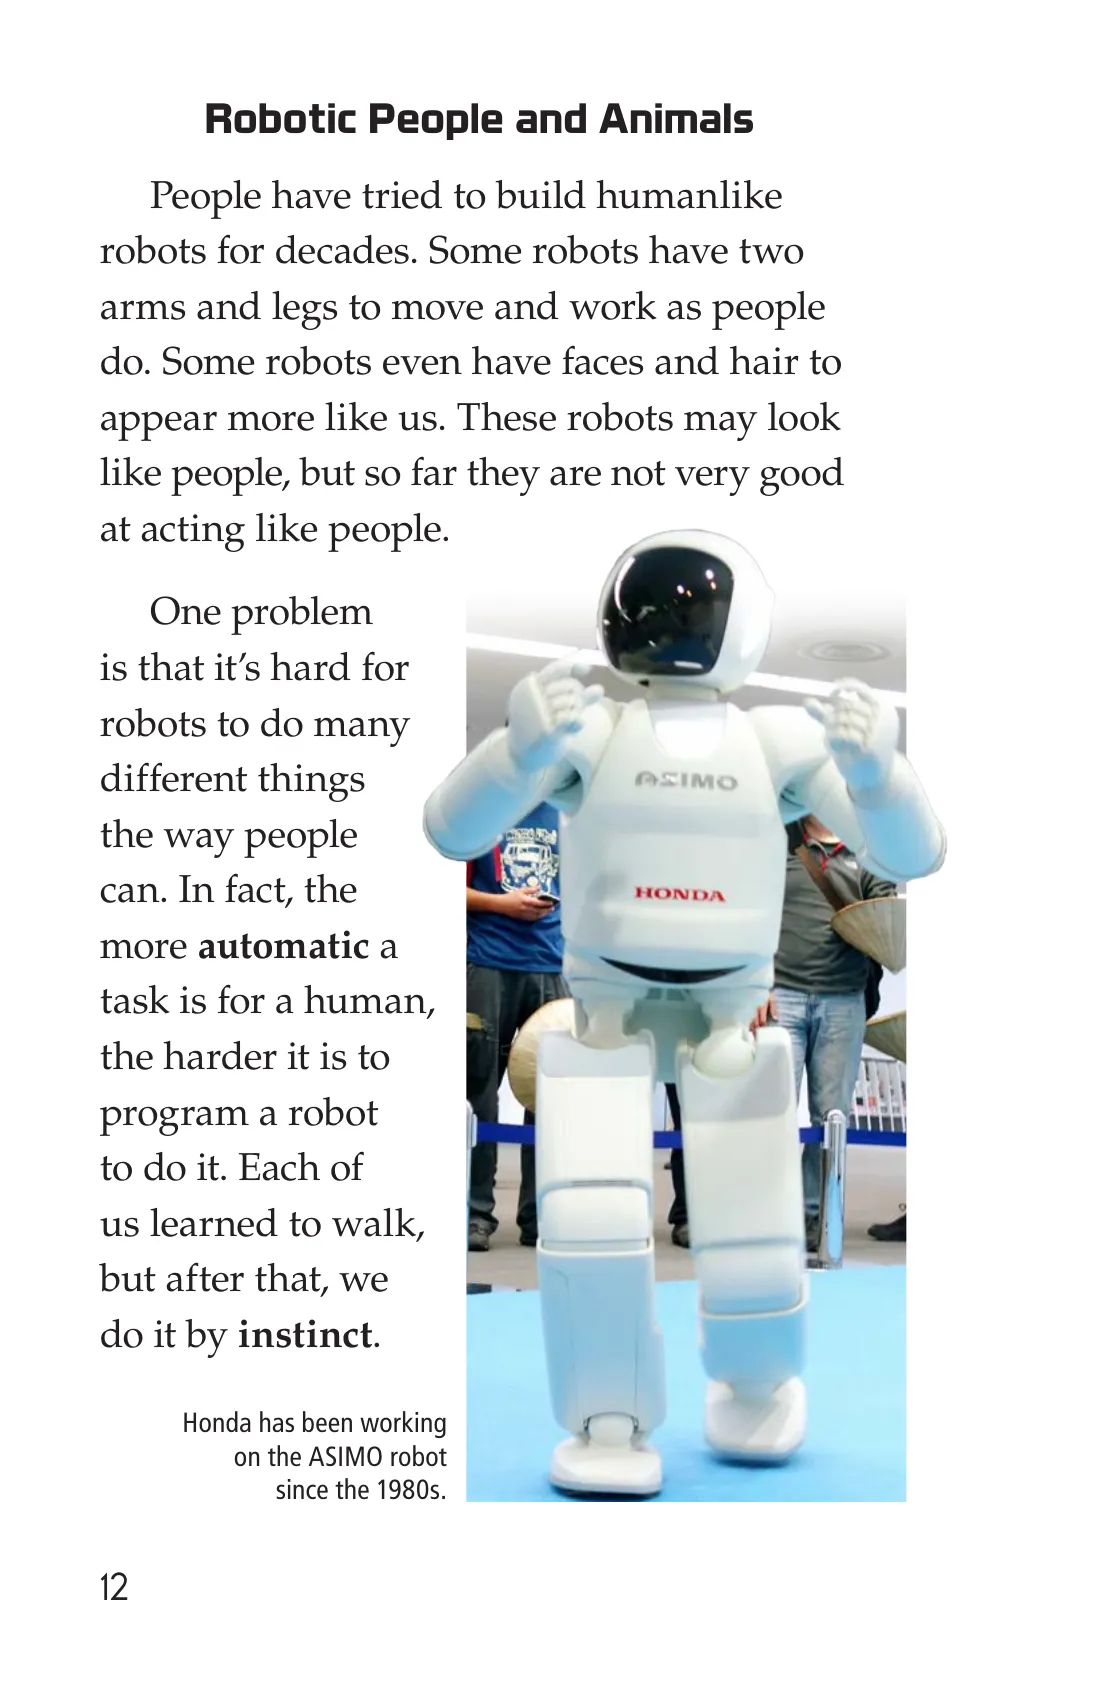 Robotic People and Animals
People have tried to build humanlike
robots for decades. Some robots have two
arms and legs to move and work as people
do. Some robots even have faces and hair to
appear more like us. These robots may look
like people, but so far they are not very good
at acting like people.
One problem
is that it’s hard for
robots to do many
different things
the way people
can. In fact, the
more automatic a
task is for a human,
the harder it is to
program a robot
to do it. Each of
us learned to walk,
but after that, we
do it by instinct.
ASIMO
HONDA
Honda has been working
on the ASIMO robot
since the 1980s.
12